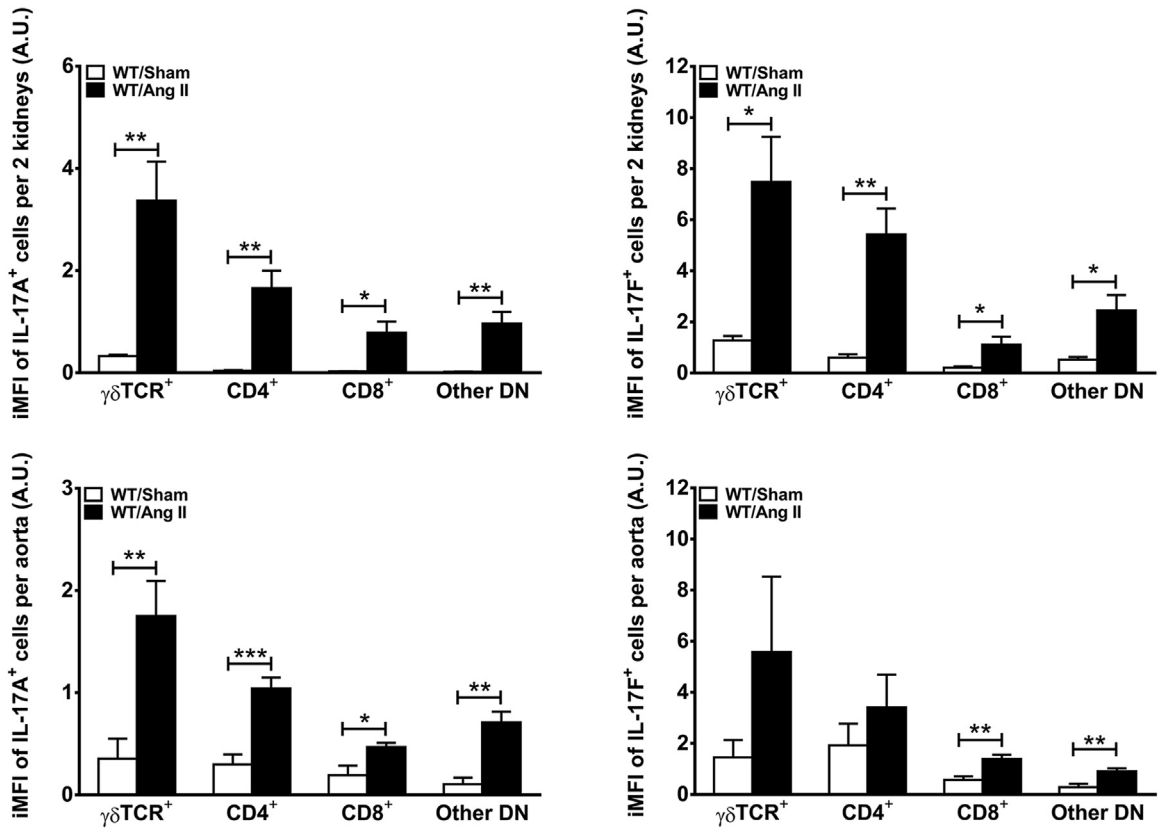 iMFI of IL-17A⁺ cells per 2 kidneys (A.U.)
6
4
2
0
WT/Sham
WT/Ang II
**
**
*
**
γδTCR⁺ CD4⁺ CD8⁺ Other DN
iMFI of IL-17F⁺ cells per 2 kidneys (A.U.)
12
10
8
6
4
2
0
WT/Sham
WT/Ang II
*
**
*
*
γδTCR⁺ CD4⁺ CD8⁺ Other DN
iMFI of IL-17A⁺ cells per aorta (A.U.)
3
2
1
0
WT/Sham
WT/Ang II
**
***
*
**
γδTCR⁺ CD4⁺ CD8⁺ Other DN
iMFI of IL-17F⁺ cells per aorta (A.U.)
12
10
8
6
4
2
0
WT/Sham
WT/Ang II
**
**
γδTCR⁺ CD4⁺ CD8⁺ Other DN